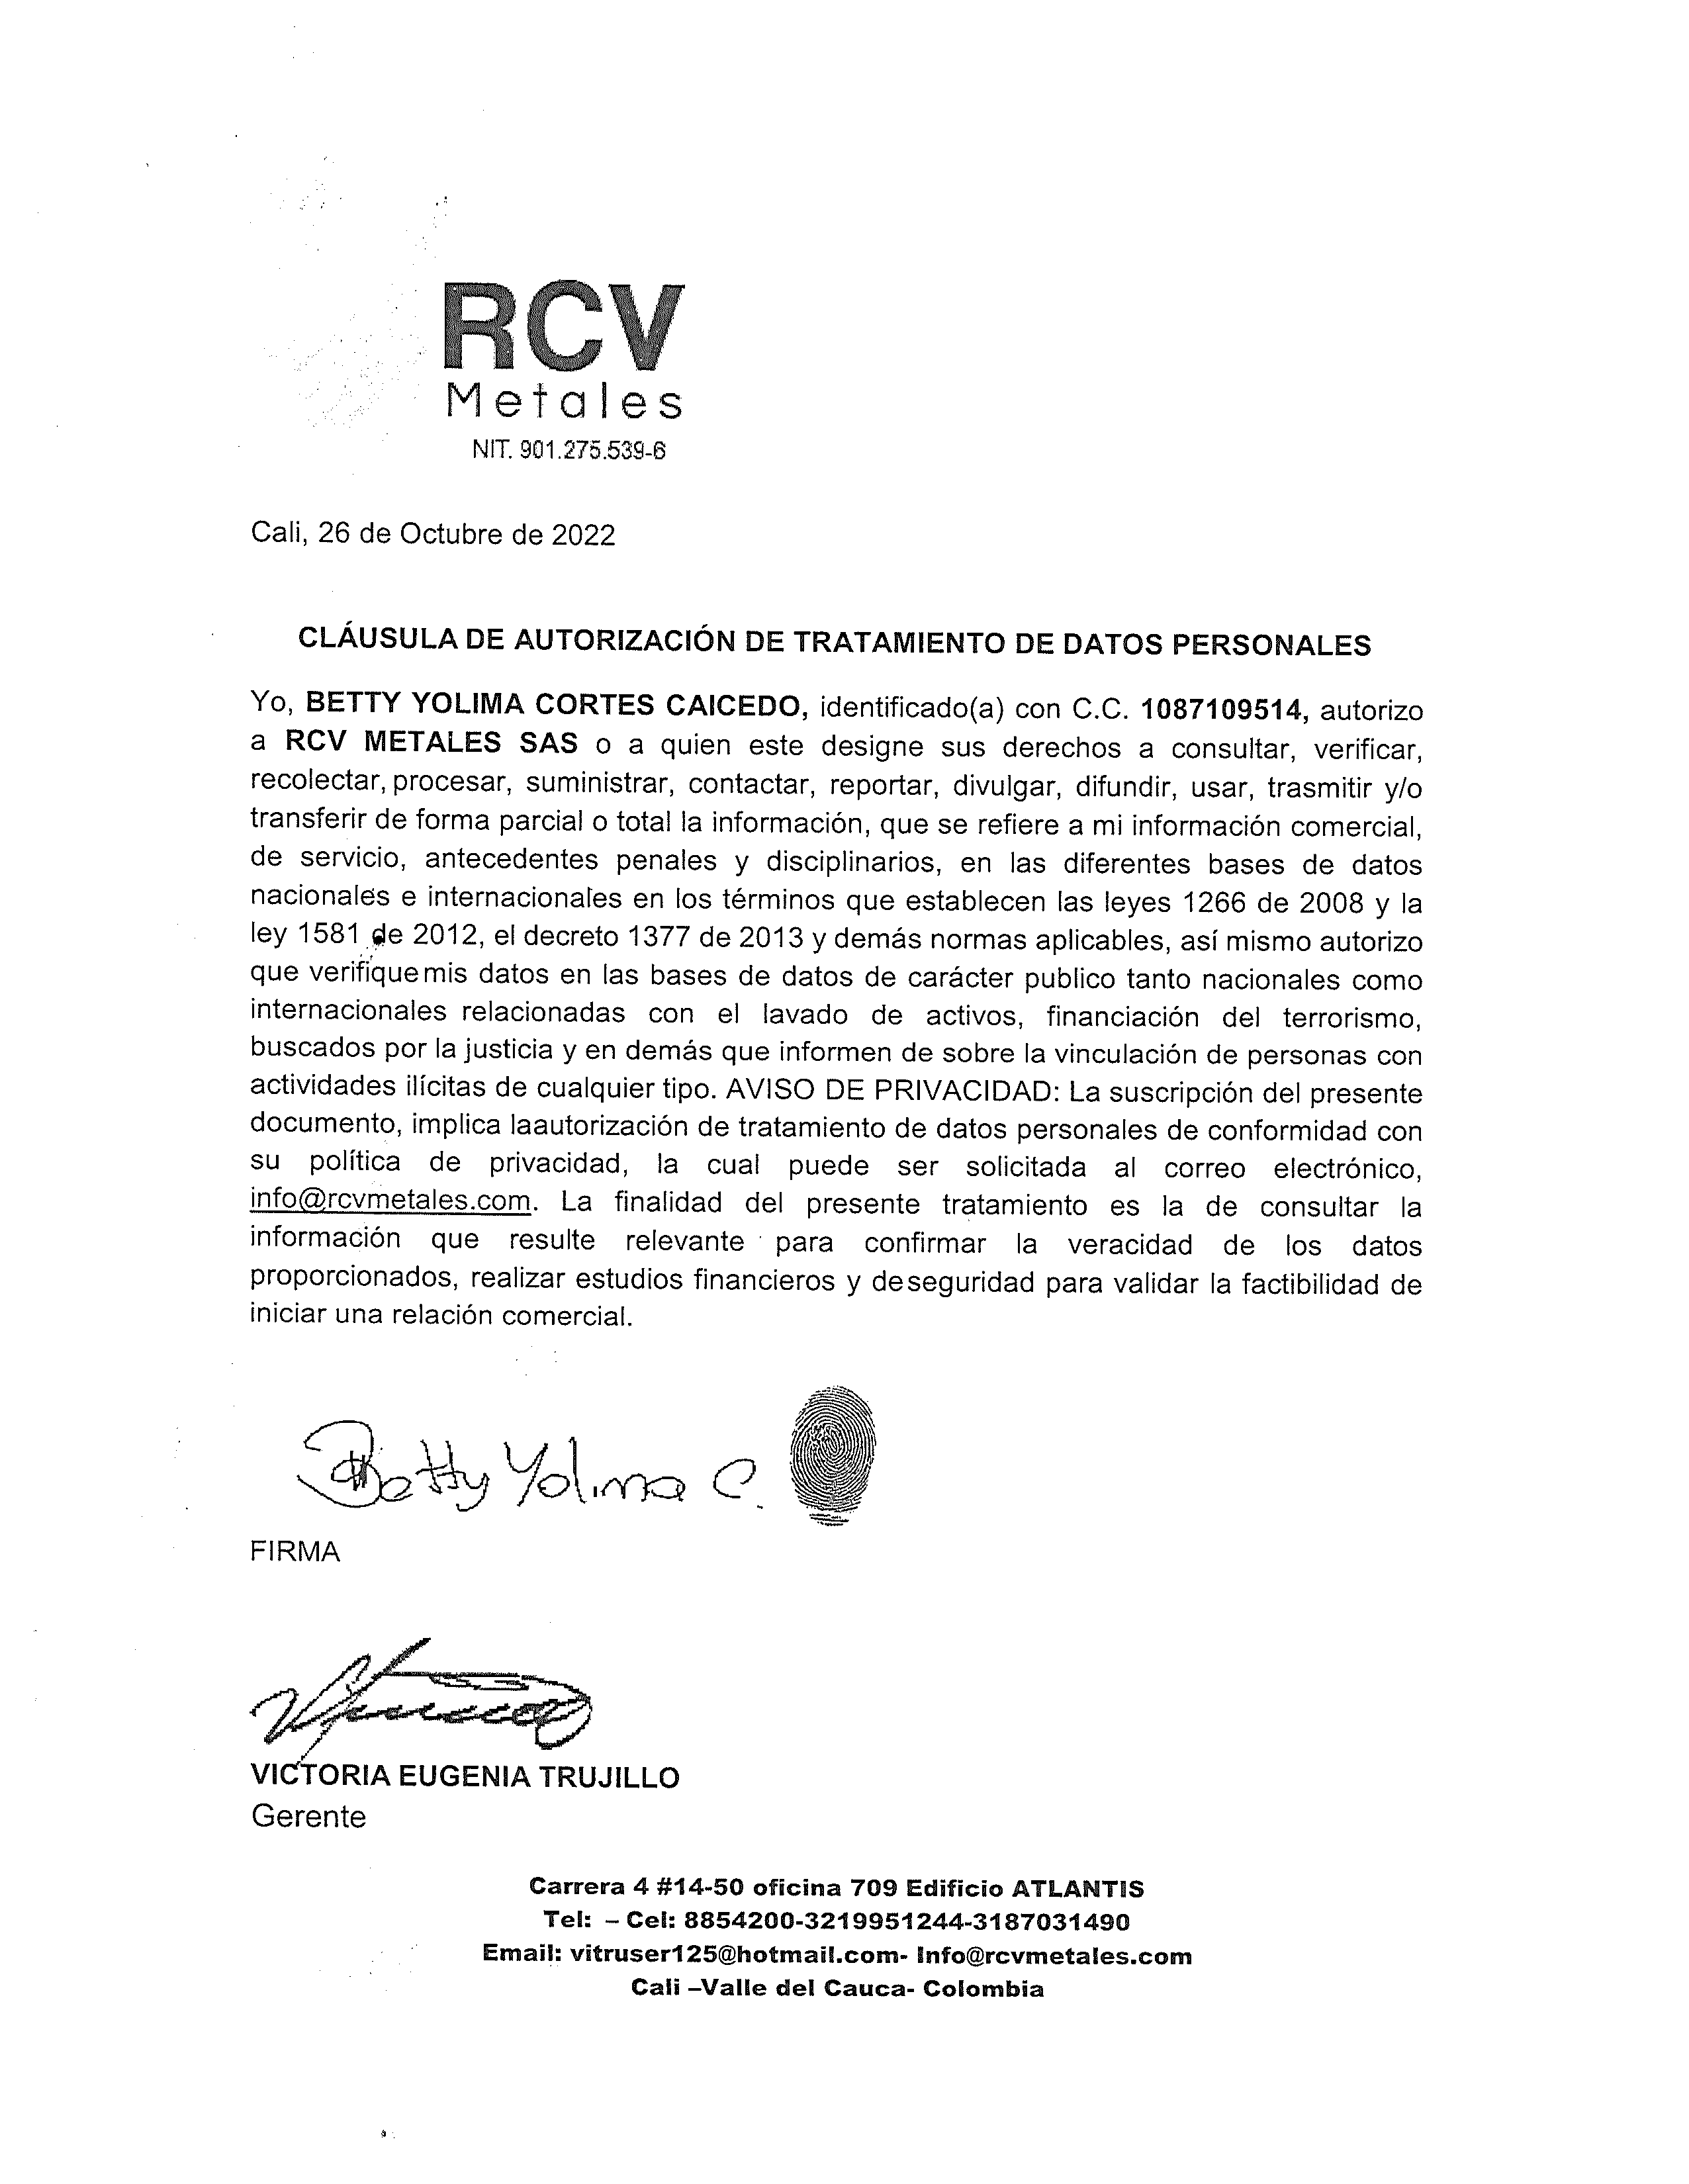 RCV
Metales
NIT. 901.275.539-6
Cali, 26 de Octubre de 2022
CLÁUSULA DE AUTORIZACIÓN DE TRATAMIENTO DE DATOS PERSONALES
Yo, BETTY YOLIMA CORTES CAICEDO, identificado(a) con C.C. 1087109514, autorizo
a RCV METALES SAS o a quien este designe sus derechos a consultar, verificar,
recolectar, procesar, suministrar, contactar, reportar, divulgar, difundir, usar, trasmitir y/o
transferir de forma parcial o total la información, que se refiere a mi información comercial,
de servicio, antecedentes penales y disciplinarios, en las diferentes bases de datos
nacionales e internacionales en los términos que establecen las leyes 1266 de 2008 y la
ley 1581 de 2012, el decreto 1377 de 2013 y demás normas aplicables, así mismo autorizo
que verifique mis datos en las bases de datos de carácter publico tanto nacionales como
internacionales relacionadas con el lavado de activos, financiación del terrorismo,
buscados por la justicia y en demás que informen de sobre la vinculación de personas con
actividades ilícitas de cualquier tipo. AVISO DE PRIVACIDAD: La suscripción del presente
documento, implica laautorización de tratamiento de datos personales de conformidad con
su política de privacidad, la cual puede ser solicitada al correo electrónico,
info@rcvmetales.com. La finalidad del presente tratamiento es la de consultar la
información que resulte relevante para confirmar la veracidad de los datos
proporcionados, realizar estudios financieros y deseguridad para validar la factibilidad de
iniciar una relación comercial.
Betty Yolima C.
FIRMA
VICTORIA EUGENIA TRUJILLO
Gerente
Carrera 4 #14-50 oficina 709 Edificio ATLANTIS
Tel: – Cel: 8854200-3219951244-3187031490
Email: vitruser125@hotmail.com- Info@rcvmetales.com
Cali –Valle del Cauca- Colombia